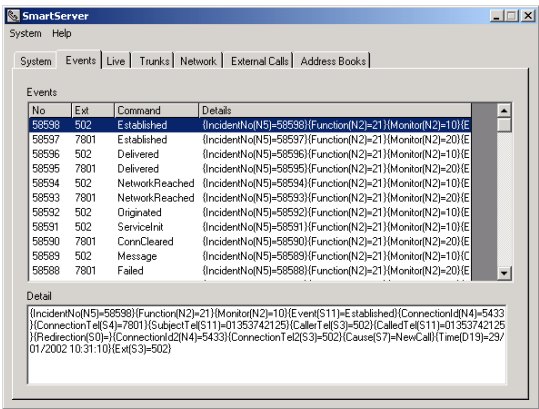 SmartServer
System Help
System Events Live Trunks Network External Calls Address Books
Events
No Ext Command Details
58598 502 Established {IncidentNo(N5)=58598}{Function(N2)=21}{Monitor(N2)=10}{E
58597 7801 Established {IncidentNo(N5)=58597}{Function(N2)=21}{Monitor(N2)=20}{E
58596 502 Delivered {IncidentNo(N5)=58596}{Function(N2)=21}{Monitor(N2)=10}{E
58595 7801 Delivered {IncidentNo(N5)=58595}{Function(N2)=21}{Monitor(N2)=20}{E
58594 502 NetworkReached {IncidentNo(N5)=58594}{Function(N2)=21}{Monitor(N2)=10}{E
58593 7801 NetworkReached {IncidentNo(N5)=58593}{Function(N2)=21}{Monitor(N2)=20}{E
58592 502 Originated {IncidentNo(N5)=58592}{Function(N2)=21}{Monitor(N2)=10}{E
58591 502 ServiceInit {IncidentNo(N5)=58591}{Function(N2)=21}{Monitor(N2)=10}{E
58590 7801 ConnCleared {IncidentNo(N5)=58590}{Function(N2)=21}{Monitor(N2)=20}{E
58589 502 Message {IncidentNo(N5)=58589}{Function(N2)=21}{Monitor(N2)=10}{C
58588 7801 Failed {IncidentNo(N5)=58588}{Function(N2)=21}{Monitor(N2)=20}{E
Detail
{IncidentNo(N5)=58598}{Function(N2)=21}{Monitor(N2)=10}{Event(S11)=Established}{ConnectionId(N4)=5433
}{ConnectionTel(S4)=7801}{SubjectTel(S11)=01353742125}{CallerTel(S3)=502}{CalledTel(S11)=01353742125
}{Redirection(S0)=}{ConnectionId2(N4)=5433}{ConnectionTel2(S3)=502}{Cause(S7)=NewCall}{Time(D19)=29/
01/2002 10:31:10}{Ext(S3)=502}